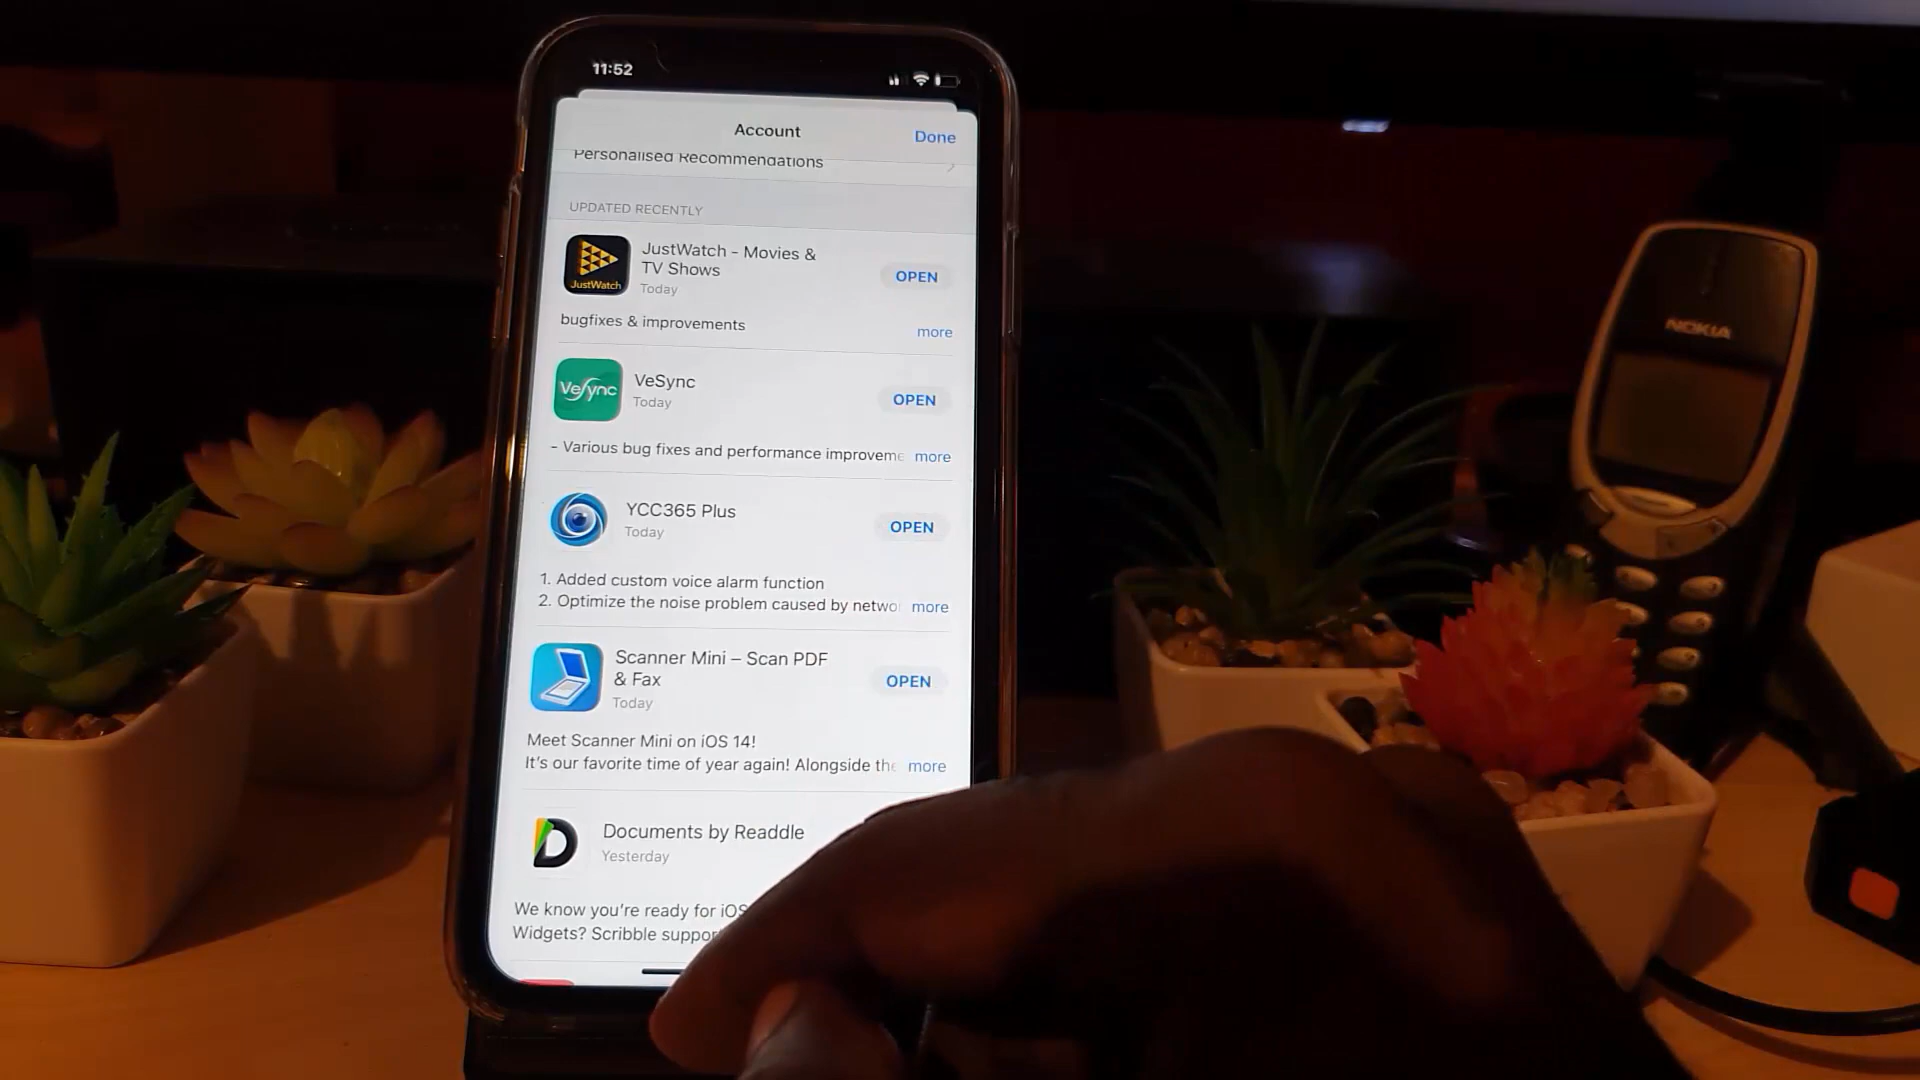 11:52
Account
Done
Personalised Recommendations
UPDATED RECENTLY
JustWatch - Movies &
TV Shows
Today
OPEN
JustWatch
bugfixes & improvements
more
VeSync
VeSync
Today
OPEN
- Various bug fixes and performance improveme
more
YCC365 Plus
Today
OPEN
1. Added custom voice alarm function
2. Optimize the noise problem caused by netwo
more
Scanner Mini – Scan PDF
& Fax
Today
OPEN
Meet Scanner Mini on iOS 14!
It's our favorite time of year again! Alongside the
more
D
Documents by Readdle
Yesterday
We know you're ready for iOS
Widgets? Scribble suppor
NOKIA